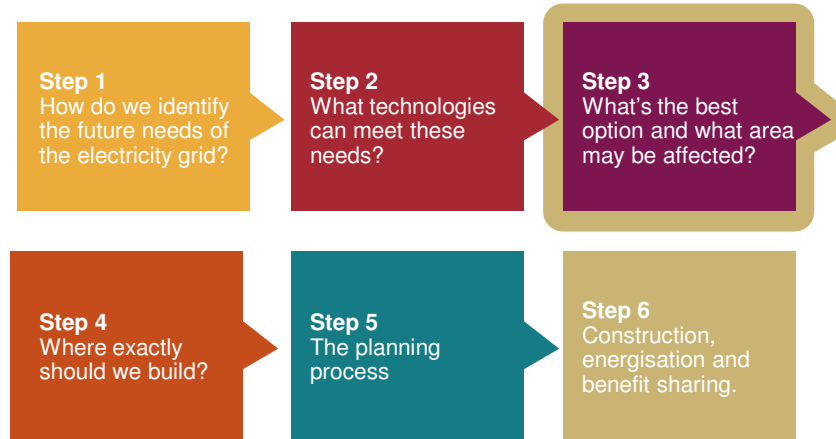 Step 1
How do we identify
the future needs of
the electricity grid?
Step 2
What technologies
can meet these
needs?
Step 3
What's the best
option and what area
may be affected?
Step 4
Where exactly
should we build?
Step 5
The planning
process
Step 6
Construction,
energisation and
benefit sharing.